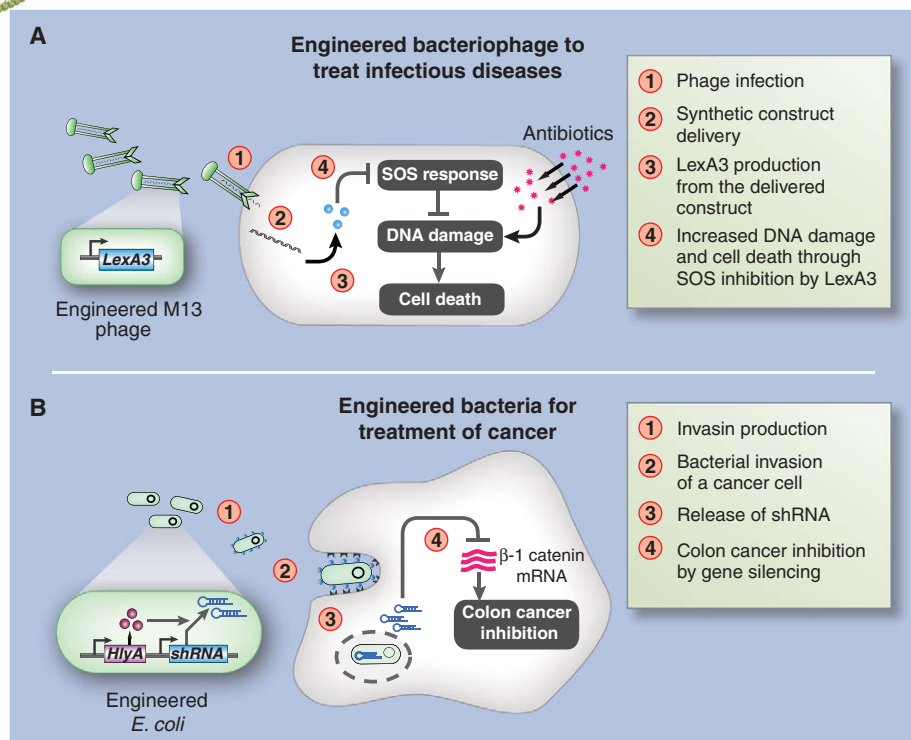 A
Engineered bacteriophage to
treat infectious diseases
1
2
3
4
LexA3
Engineered M13
phage
SOS response
DNA damage
Cell death
Antibiotics
1 Phage infection
2 Synthetic construct
delivery
3 LexA3 production
from the delivered
construct
4 Increased DNA damage
and cell death through
SOS inhibition by LexA3
B
Engineered bacteria for
treatment of cancer
1
2
3
4
HlyA
shRNA
Engineered
E. coli
β-1 catenin
mRNA
Colon cancer
inhibition
1 Invasin production
2 Bacterial invasion
of a cancer cell
3 Release of shRNA
4 Colon cancer inhibition
by gene silencing